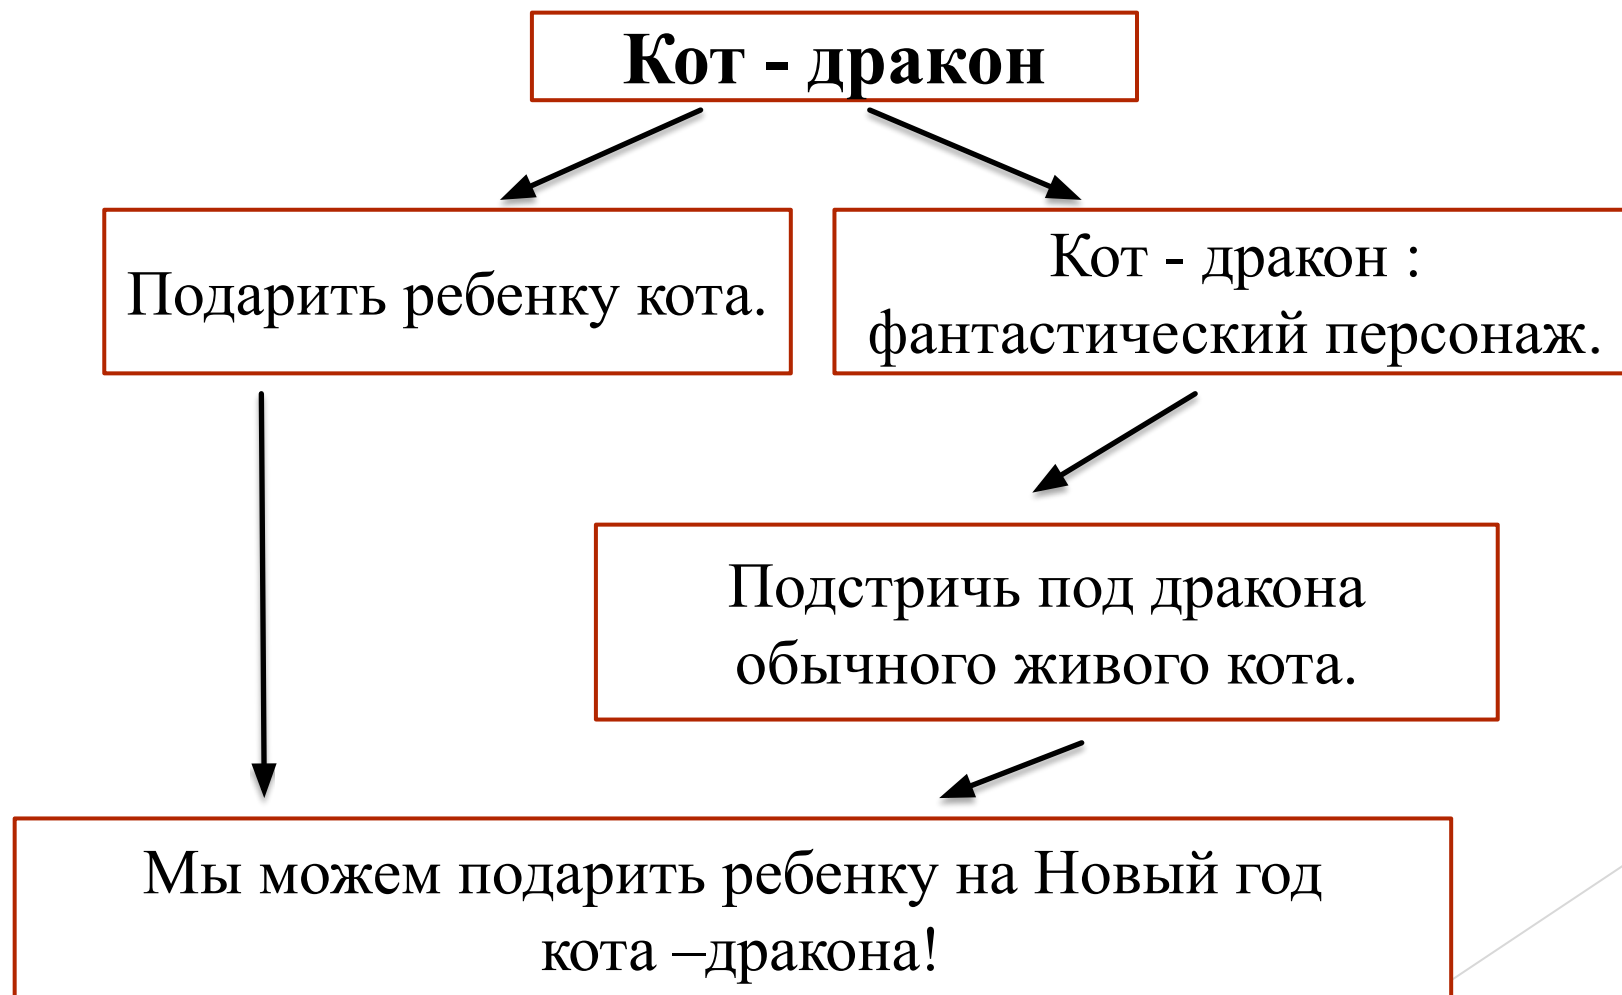 Кот - дракон
Подарить ребенку кота.
Кот - дракон :
фантастический персонаж.
Подстричь под дракона
обычного живого кота.
Мы можем подарить ребенку на Новый год
кота –дракона!